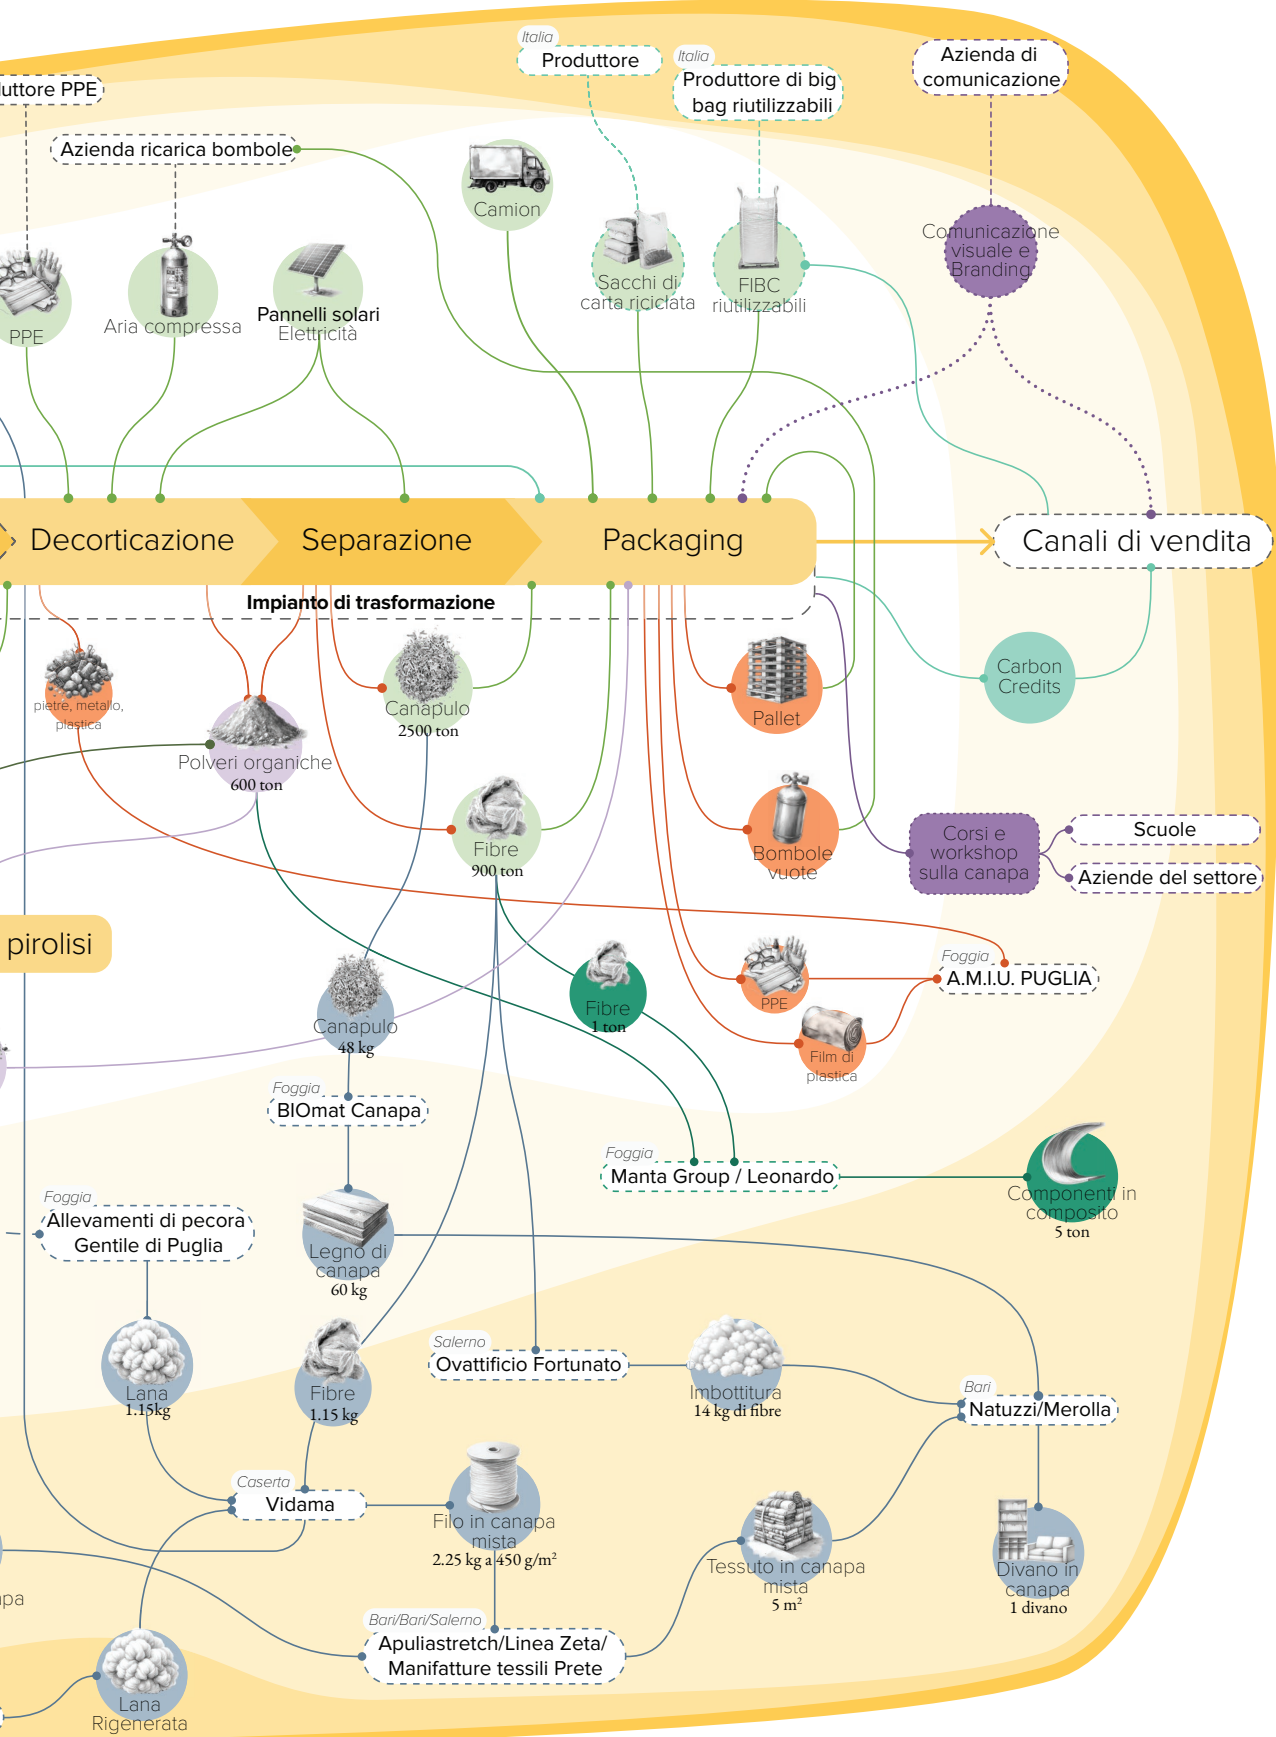 Italia
Produttore
Italia
Produttore di big
bag riutilizzabili
Azienda di
comunicazione
uttore PPE
Azienda ricarica bombole
Camion
Sacchi di
carta riciclata
FIBC
riutilizzabili
Comunicazione
visuale e
Branding
PPE
Aria compressa
Pannelli solari
Elettricità
Decorticazione
Separazione
Packaging
Canali di vendita
Impianto di trasformazione
pietre, metallo,
plastica
Polveri organiche
600 ton
Canapulo
2500 ton
Fibre
900 ton
Pallet
Bombole
vuote
Carbon
Credits
Corsi e
workshop
sulla canapa
Scuole
Aziende del settore
pirolisi
Canapulo
48 kg
Fibre
1 ton
PPE
Film di
plastica
Foggia
A.M.I.U. PUGLIA
Foggia
BIOmat Canapa
Foggia
Manta Group / Leonardo
Componenti in
composito
5 ton
Foggia
Allevamenti di pecora
Gentile di Puglia
Legno di
canapa
60 kg
Lana
1.15kg
Fibre
1.15 kg
Salerno
Ovattificio Fortunato
Imbottitura
14 kg di fibre
Bari
Natuzzi/Merolla
Caserta
Vidama
Filo in canapa
mista
2.25 kg a 450 g/m²
Tessuto in canapa
mista
5 m²
Divano in
canapa
1 divano
apa
Bari/Bari/Salerno
Apuliastretch/Linea Zeta/
Manifatture tessili Prete
Lana
Rigenerata